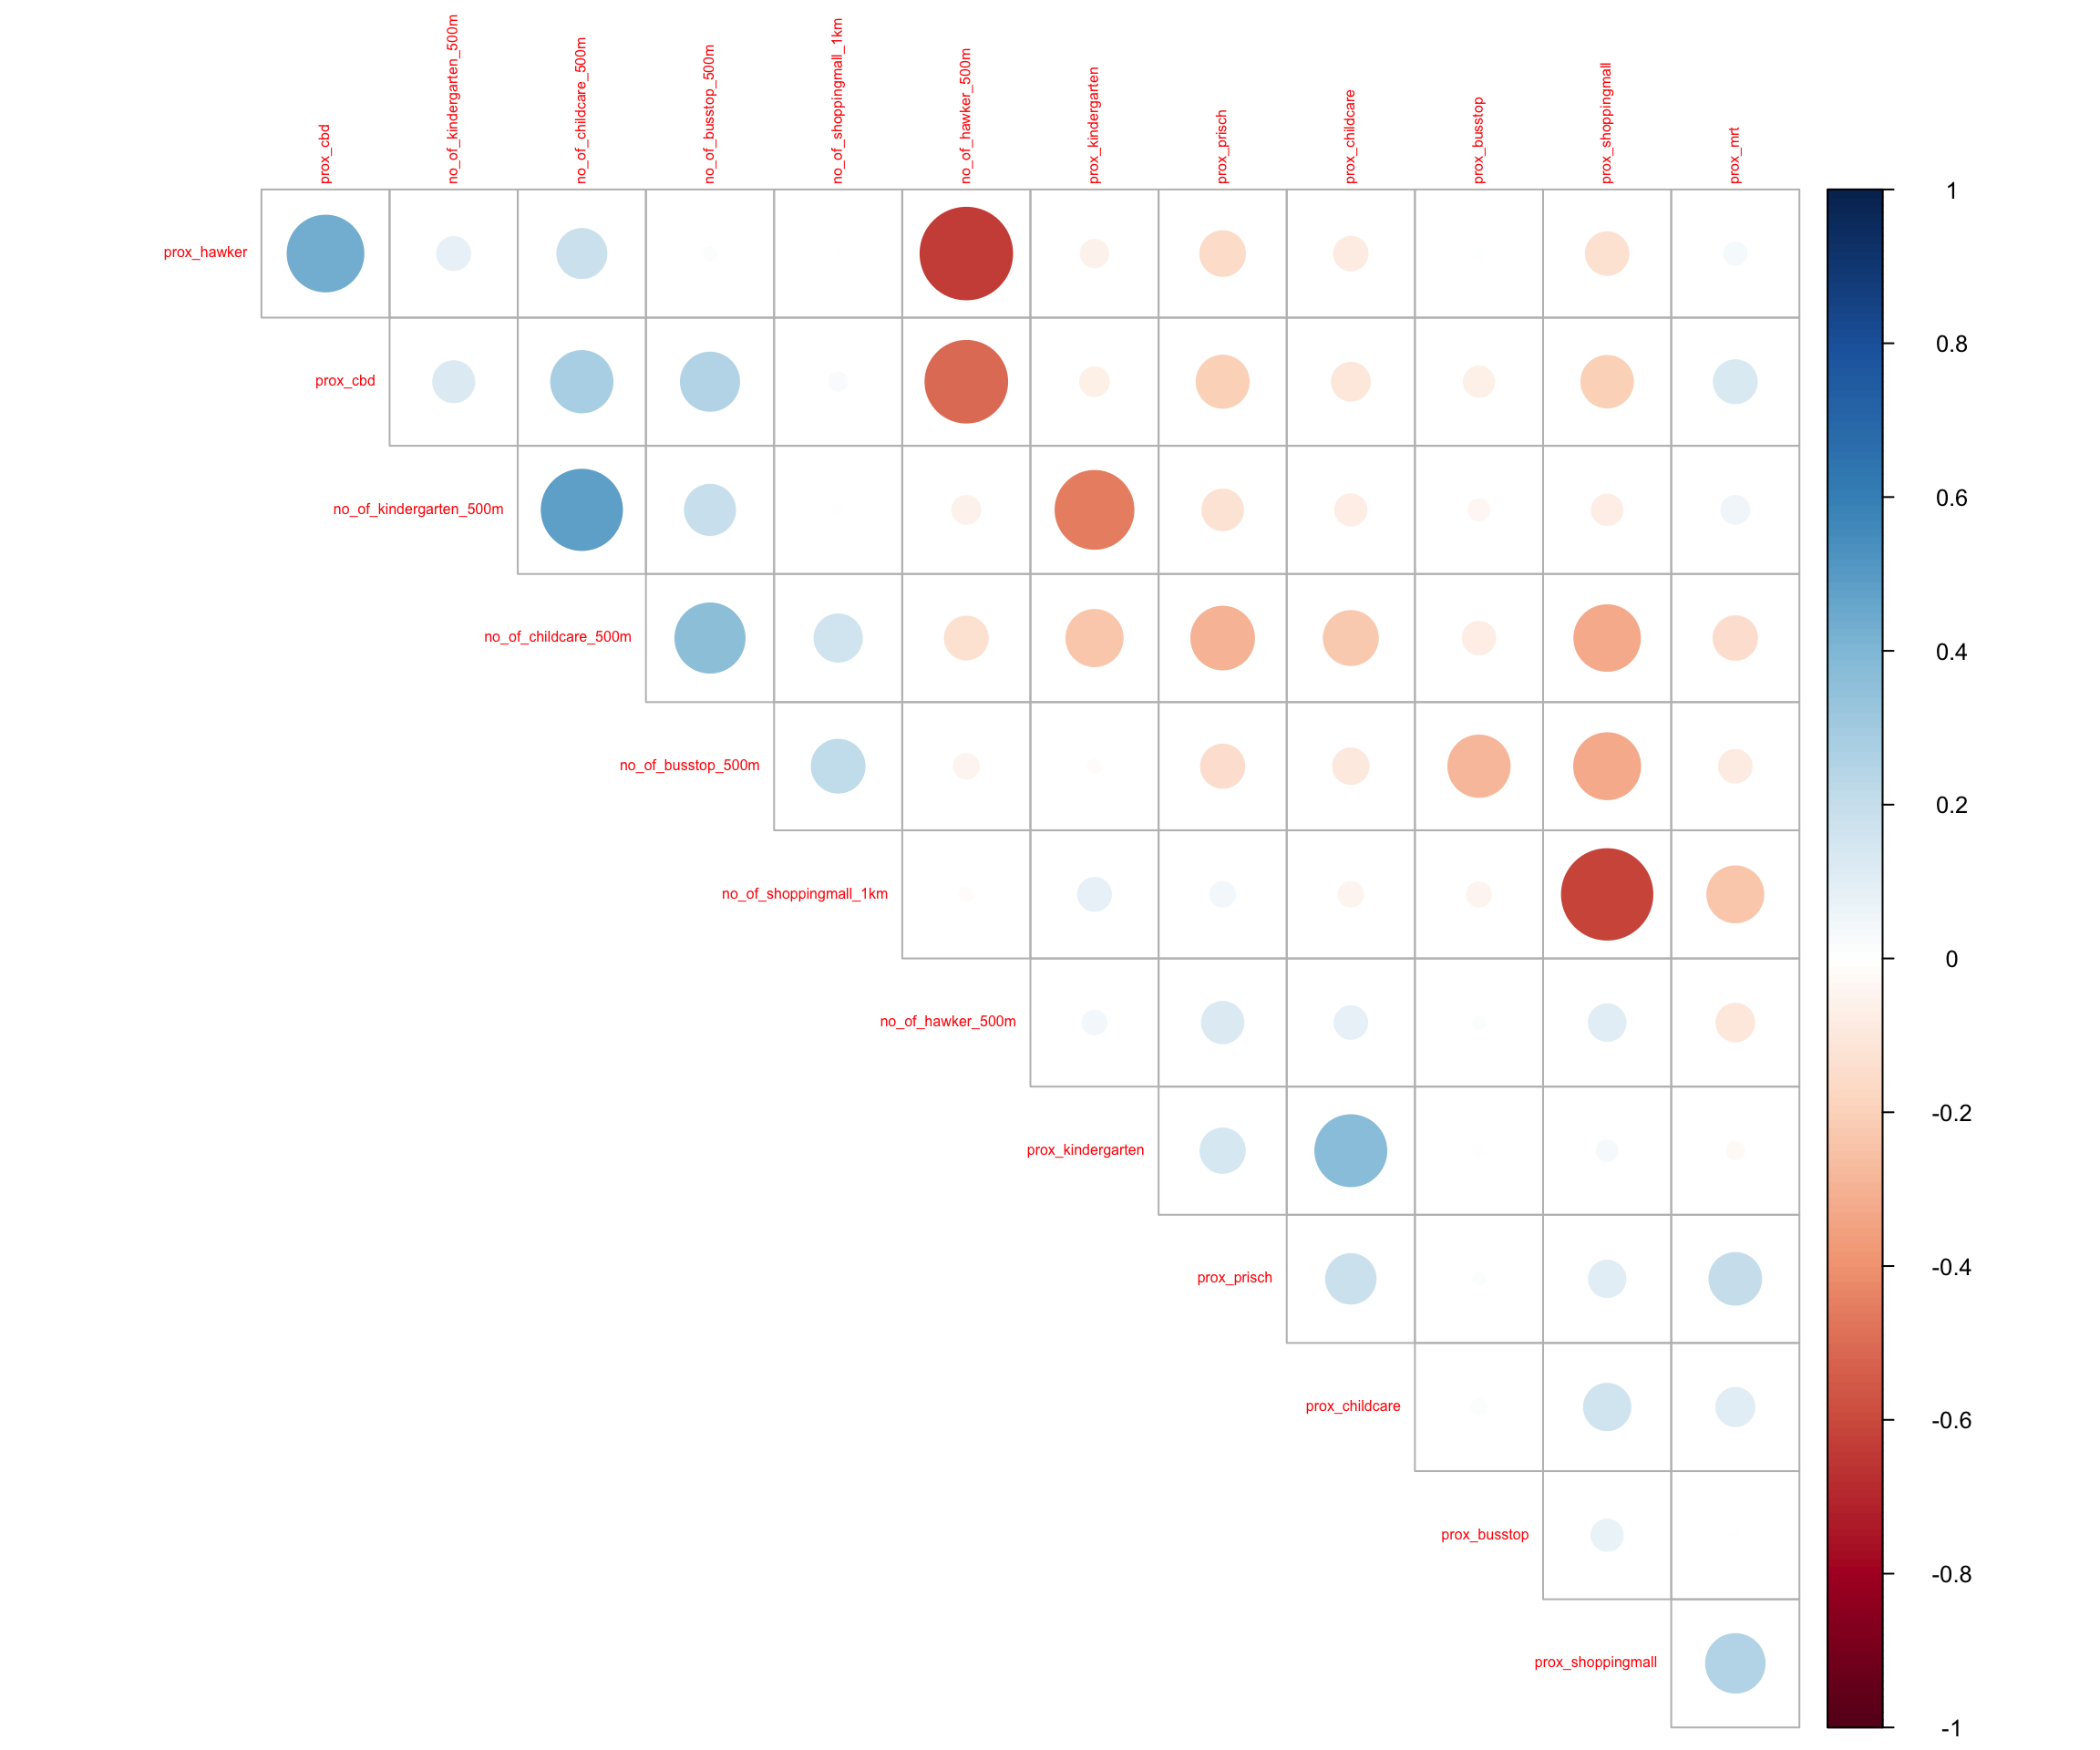 prox_cbd
no_of_kindergarten_500m
no_of_childcare_500m
no_of_busstop_500m
no_of_shoppingmall_1km
no_of_hawker_500m
prox_kindergarten
prox_prisch
prox_childcare
prox_busstop
prox_shoppingmall
prox_mrt
prox_hawker
prox_cbd
no_of_kindergarten_500m
no_of_childcare_500m
no_of_busstop_500m
no_of_shoppingmall_1km
no_of_hawker_500m
prox_kindergarten
prox_prisch
prox_childcare
prox_busstop
prox_shoppingmall
1
0.8
0.6
0.4
0.2
0
-0.2
-0.4
-0.6
-0.8
-1